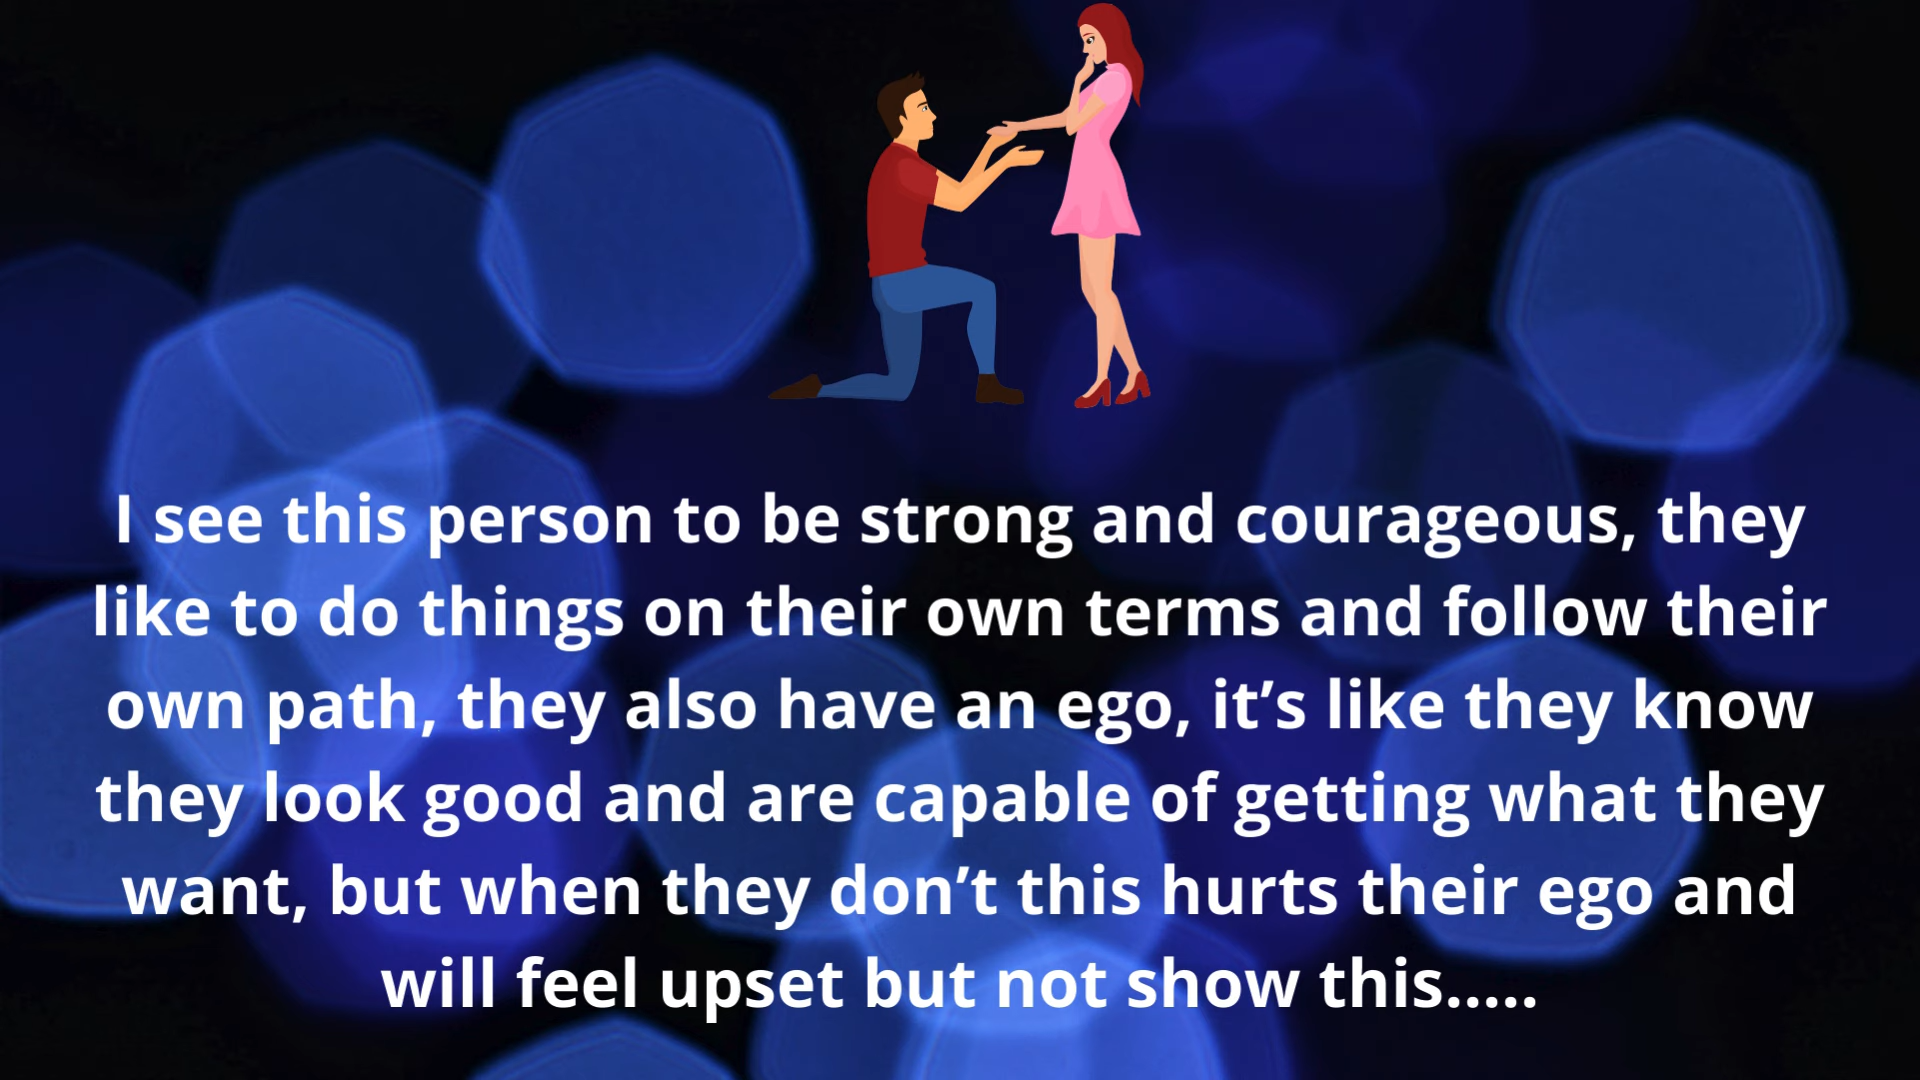 I see this person to be strong and courageous, they
like to do things on their own terms and follow their
own path, they also have an ego, it’s like they know
they look good and are capable of getting what they
want, but when they don’t this hurts their ego and
will feel upset but not show this.....